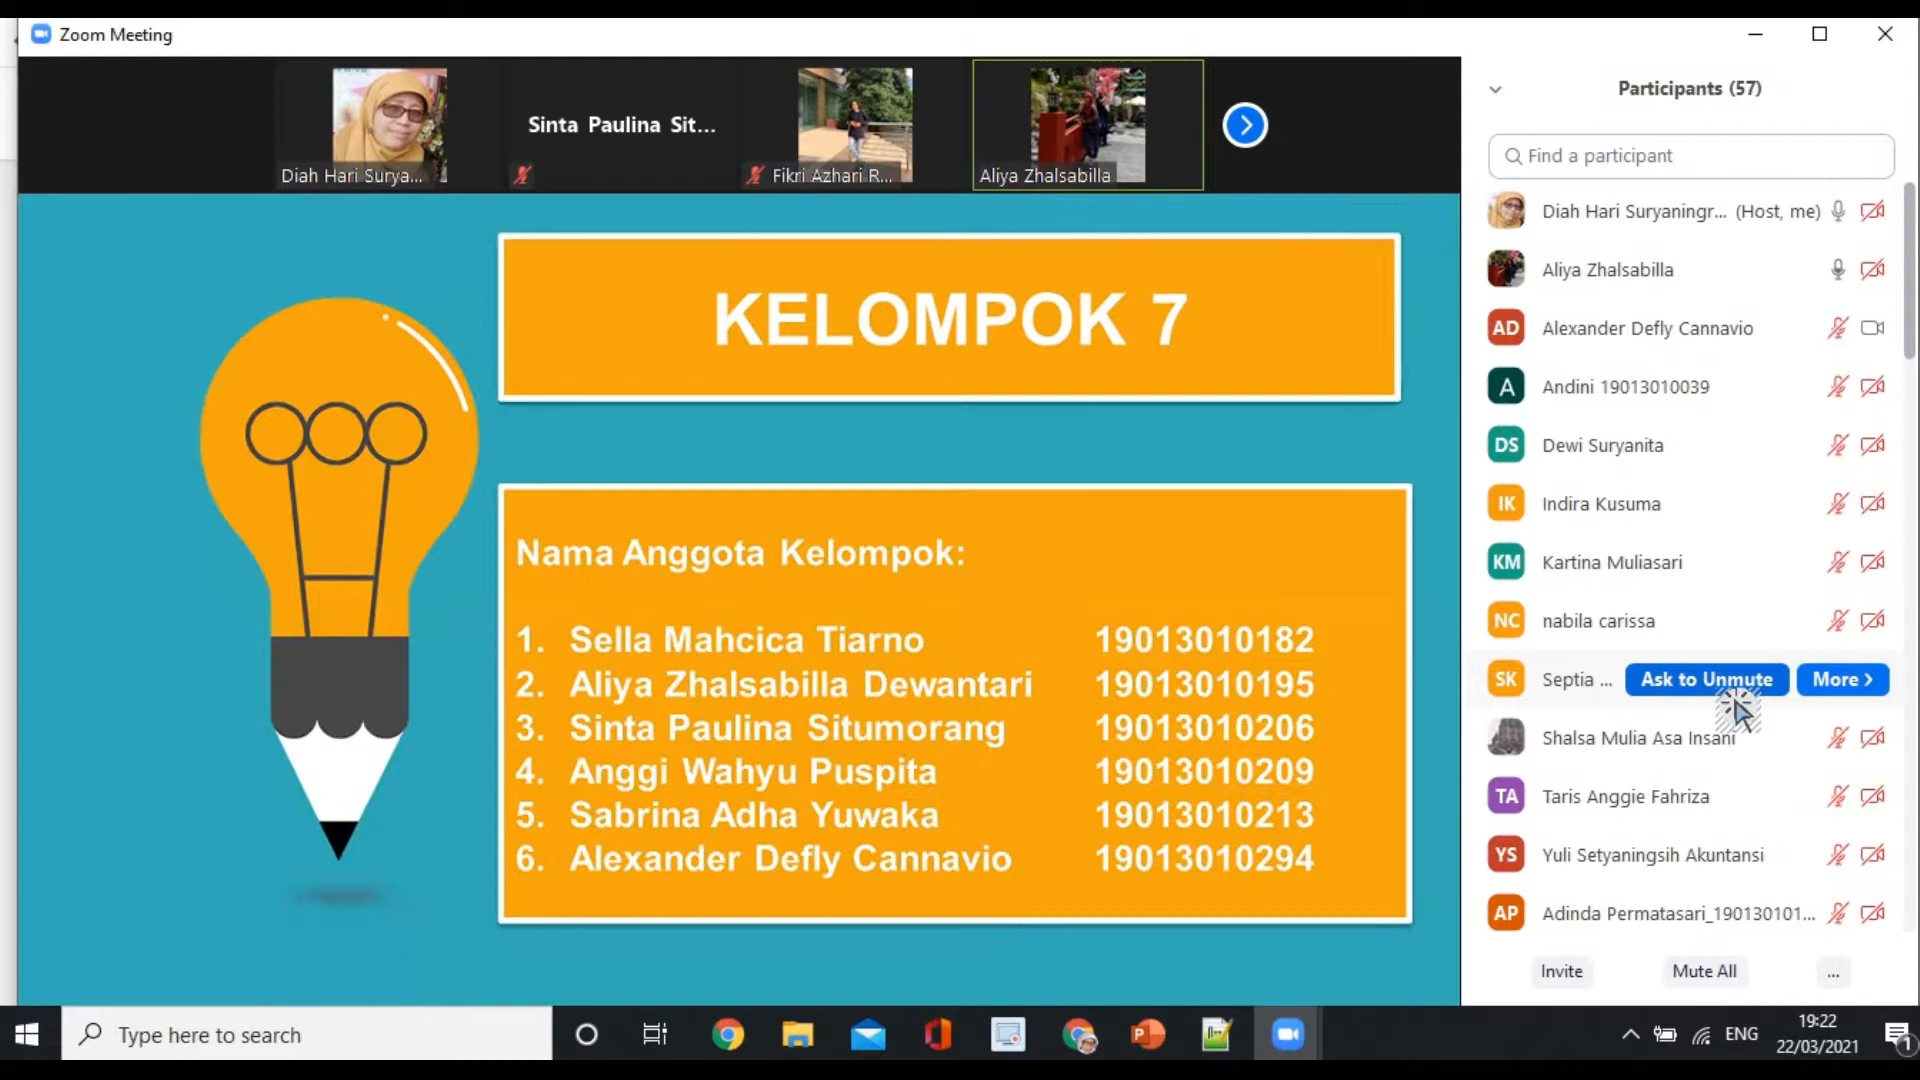 Zoom Meeting
Sinta Paulina Sit...
Diah Hari Surya...
Fikri Azhari R...
Aliya Zhalsabilla
KELOMPOK 7
Nama Anggota Kelompok:
1. Sella Mahcica Tiarno 19013010182
2. Aliya Zhalsabilla Dewantari 19013010195
3. Sinta Paulina Situmorang 19013010206
4. Anggi Wahyu Puspita 19013010209
5. Sabrina Adha Yuwaka 19013010213
6. Alexander Defly Cannavio 19013010294
Participants (57)
Find a participant
Diah Hari Suryaningr... (Host, me)
Aliya Zhalsabilla
AD Alexander Defly Cannavio
A Andini 19013010039
DS Dewi Suryanita
IK Indira Kusuma
KM Kartina Muliasari
NC nabila carissa
SK Septia ... Ask to Unmute More
Shalsa Mulia Asa Insani
TA Taris Anggie Fahriza
YS Yuli Setyaningsih Akuntansi
AP Adinda Permatasari_190130101...
Invite Mute All ...
Type here to search
ENG
19:22
22/03/2021
1